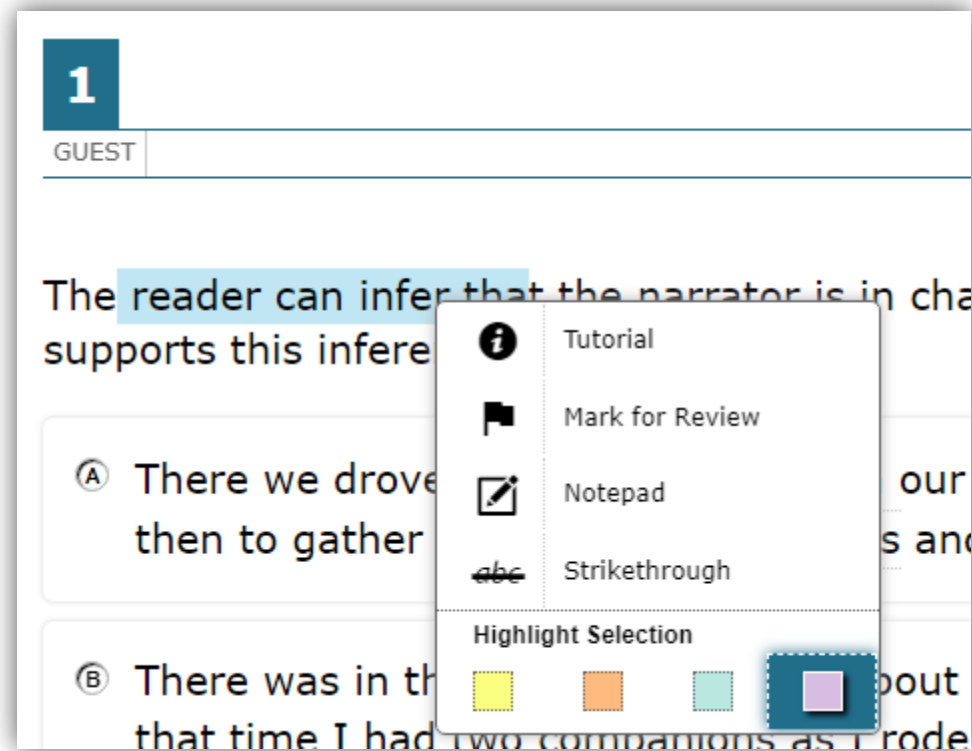 1
GUEST
The reader can infer that the narrator is in cha
supports this infere
Tutorial
Mark for Review
Notepad
abc Strikethrough
Highlight Selection
A There we drove our
then to gather s and
B There was in th bout
that time I had two companions as I rode